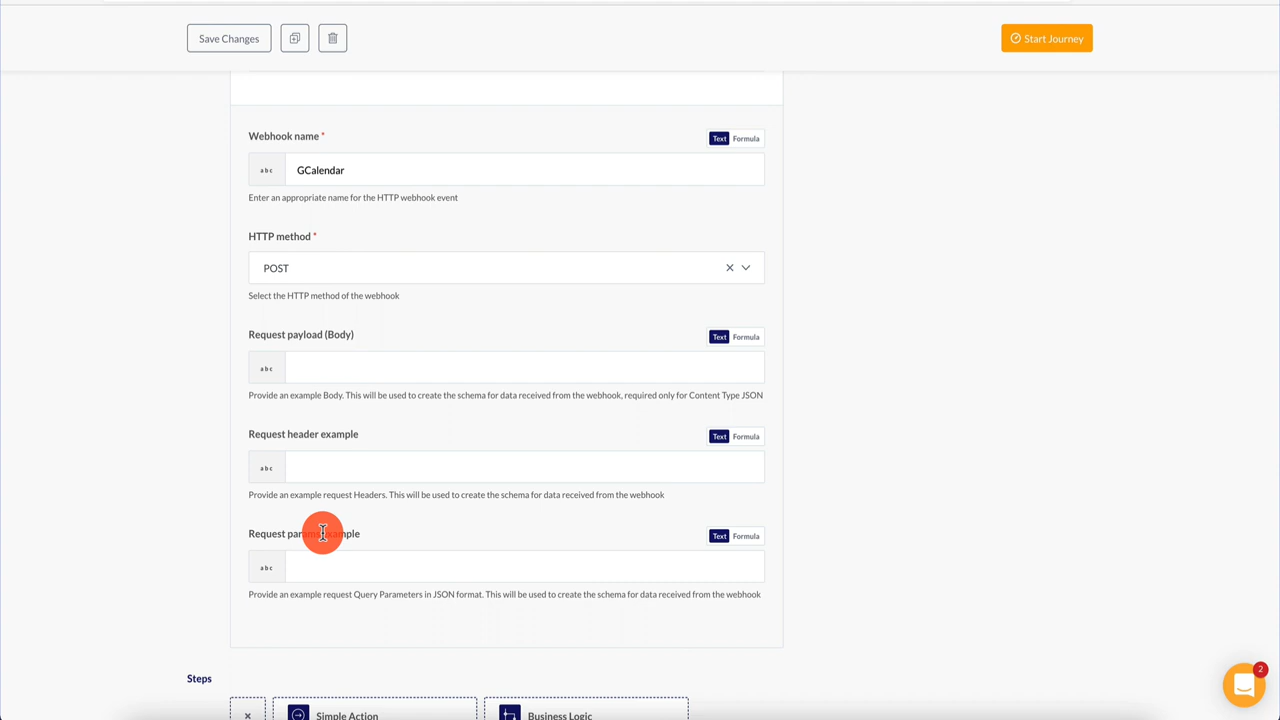 Save Changes
Start Journey
Webhook name *
Text Formula
abc GCalendar
Enter an appropriate name for the HTTP webhook event
HTTP method *
POST
Select the HTTP method of the webhook
Request payload (Body)
Text Formula
abc
Provide an example Body. This will be used to create the schema for data received from the webhook, required only for Content Type JSON
Request header example
Text Formula
abc
Provide an example request Headers. This will be used to create the schema for data received from the webhook
Request params example
Text Formula
abc
Provide an example request Query Parameters in JSON format. This will be used to create the schema for data received from the webhook
Steps
Simple Action
Business Logic
2